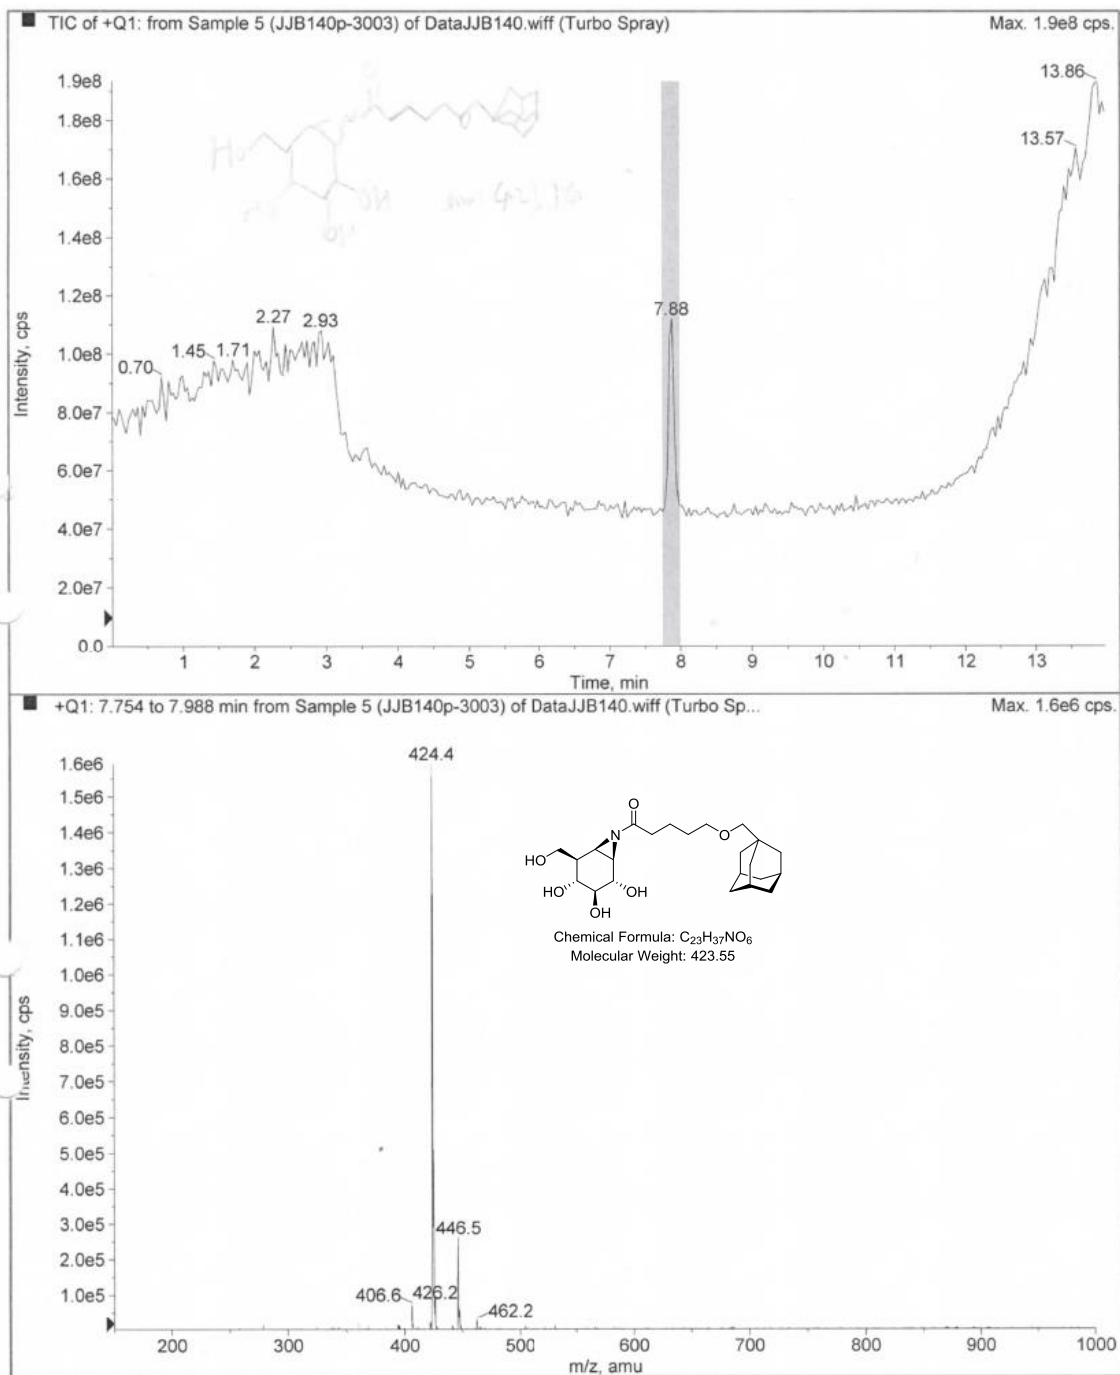 TIC of +Q1: from Sample 5 (JJB140p-3003) of DataJJB140.wiff (Turbo Spray) Max. 1.9e8 cps.
1.9e8
1.8e8
1.6e8
1.4e8
1.2e8
1.0e8
8.0e7
6.0e7
4.0e7
2.0e7
0.0
Intensity, cps
0.70
1.45
1.71
2.27
2.93
7.88
13.57
13.86
HO
OH
OH
1 2 3 4 5 6 7 8 9 10 11 12 13
Time, min
+Q1: 7.754 to 7.988 min from Sample 5 (JJB140p-3003) of DataJJB140.wiff (Turbo Sp... Max. 1.6e6 cps.
1.6e6
1.5e6
1.4e6
1.3e6
1.2e6
1.1e6
1.0e6
9.0e5
8.0e5
7.0e5
6.0e5
5.0e5
4.0e5
3.0e5
2.0e5
1.0e5
Intensity, cps
424.4
446.5
406.6
426.2
462.2
O
N
O
HO
HO
OH
OH
Chemical Formula: C₂₃H₃₇NO₆
Molecular Weight: 423.55
200 300 400 500 600 700 800 900 1000
m/z, amu